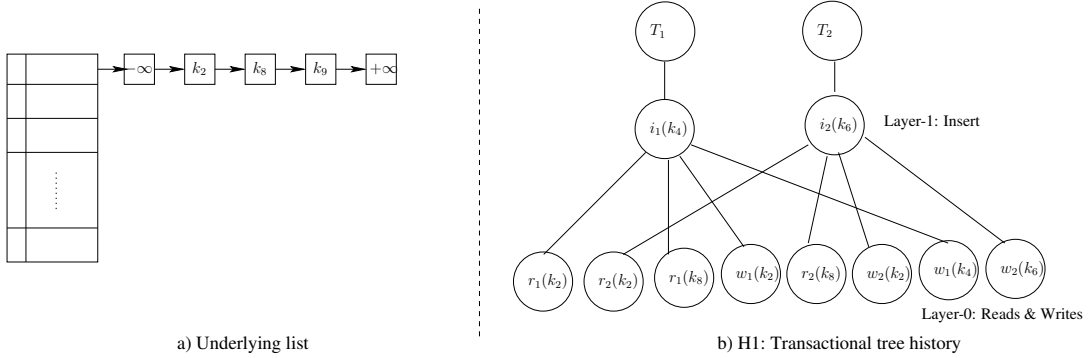 −∞ k₂ k₈ k₉ +∞
a) Underlying list
T₁ T₂
i₁(k₄) i₂(k₆) Layer-1: Insert
r₁(k₂) r₂(k₂) r₁(k₈) w₁(k₂) r₂(k₈) w₂(k₂) w₁(k₄) w₂(k₆)
Layer-0: Reads & Writes
b) H1: Transactional tree history